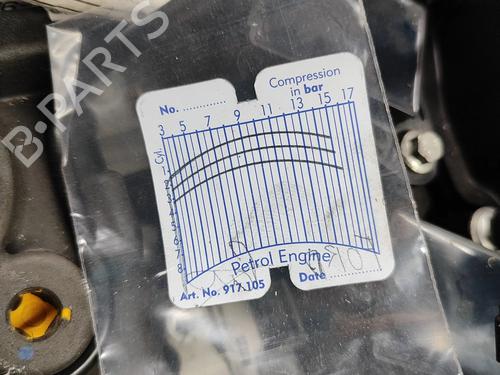 B-PARTS
No. ..............
Compression
in bar
3 5 7 9 11 13 15 17
Cyl.
1
2
3
4
5
6
7
8
Petrol Engine
Art. No. 917.105
Date ..............